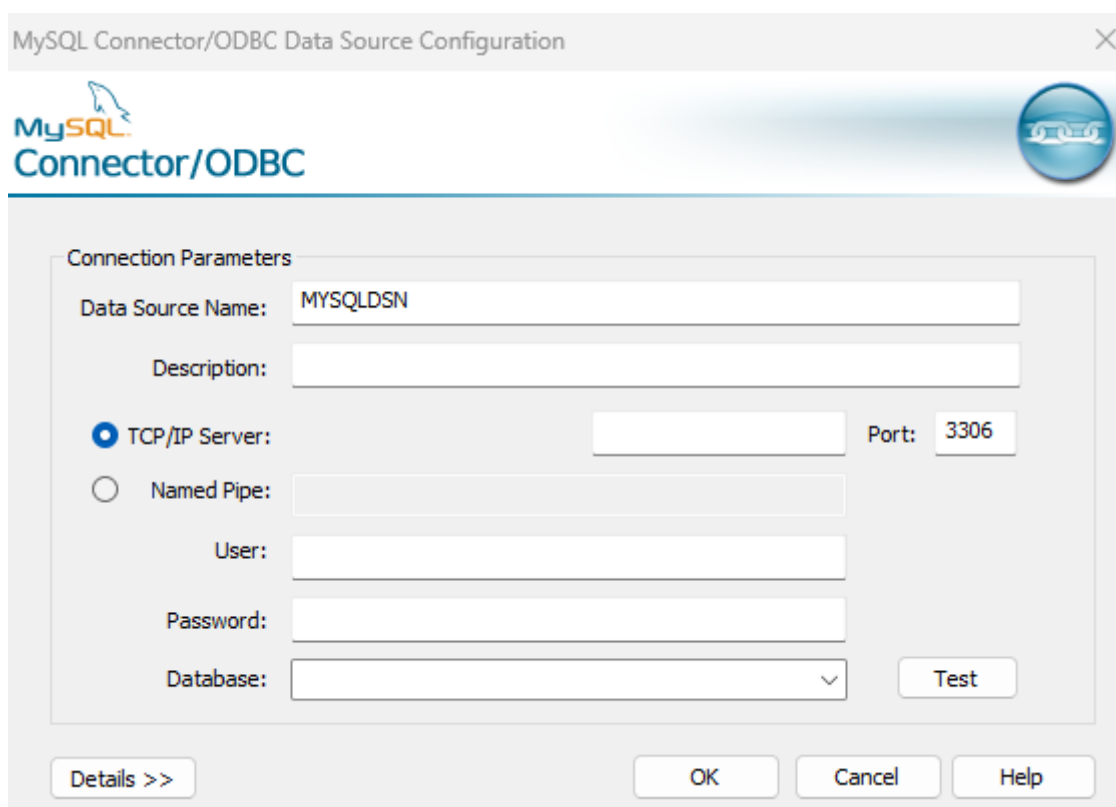 MySQL Connector/ODBC Data Source Configuration
MySQL
Connector/ODBC
Connection Parameters
Data Source Name: MYSQLDSN
Description:
TCP/IP Server: Port: 3306
Named Pipe:
User:
Password:
Database: Test
Details >> OK Cancel Help